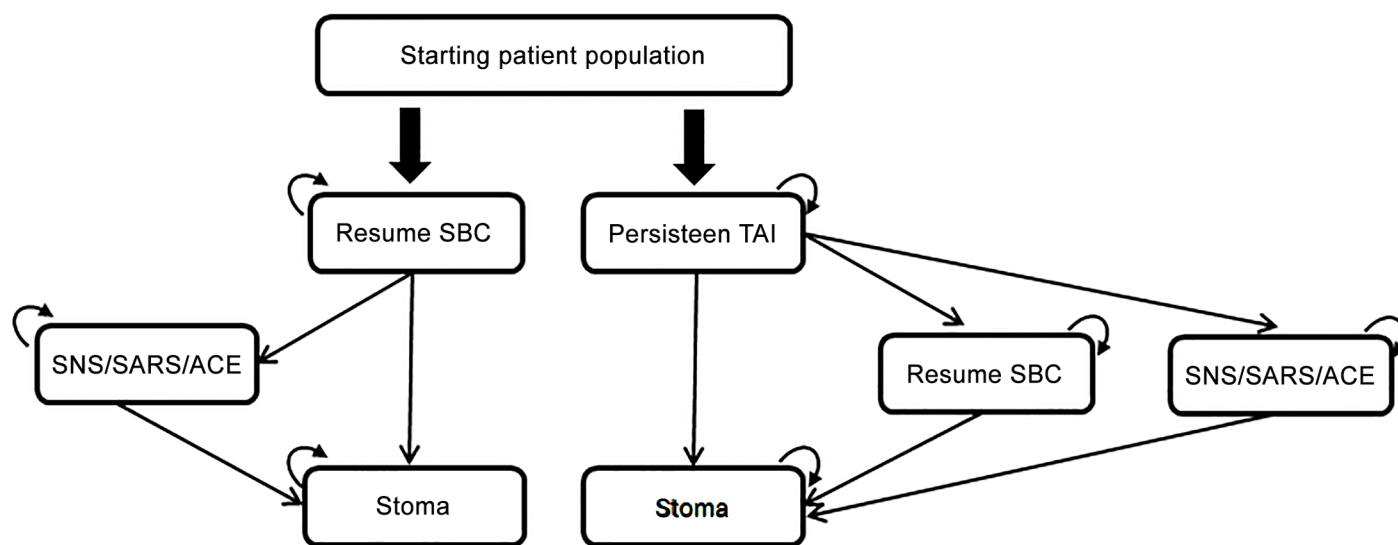 Starting patient population
Resume SBC
Persisteen TAI
SNS/SARS/ACE
Resume SBC
SNS/SARS/ACE
Stoma
Stoma